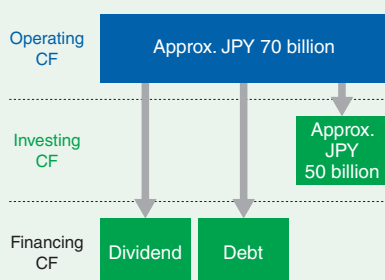 Operating
CF
Approx. JPY 70 billion
Investing
CF
Approx.
JPY
50 billion
Financing
CF
Dividend
Debt